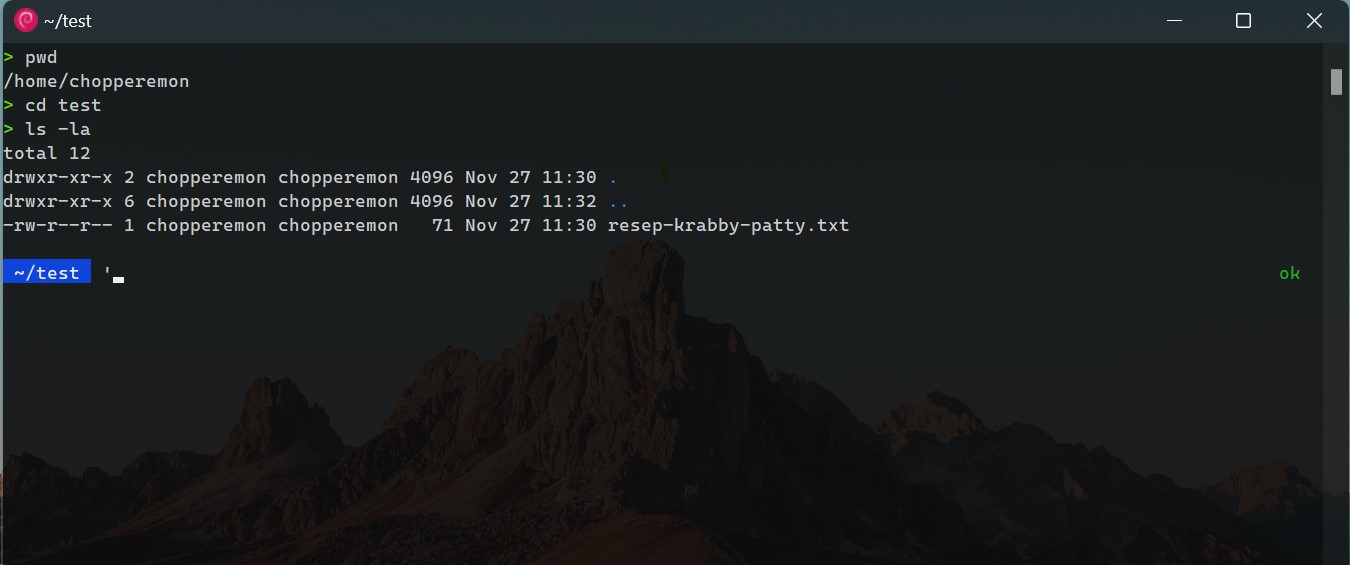 ~/test
> pwd
/home/chopperemon
> cd test
> ls -la
total 12
drwxr-xr-x 2 chopperemon chopperemon 4096 Nov 27 11:30 .
drwxr-xr-x 6 chopperemon chopperemon 4096 Nov 27 11:32 ..
-rw-r--r-- 1 chopperemon chopperemon   71 Nov 27 11:30 resep-krabby-patty.txt
~/test '_ ok